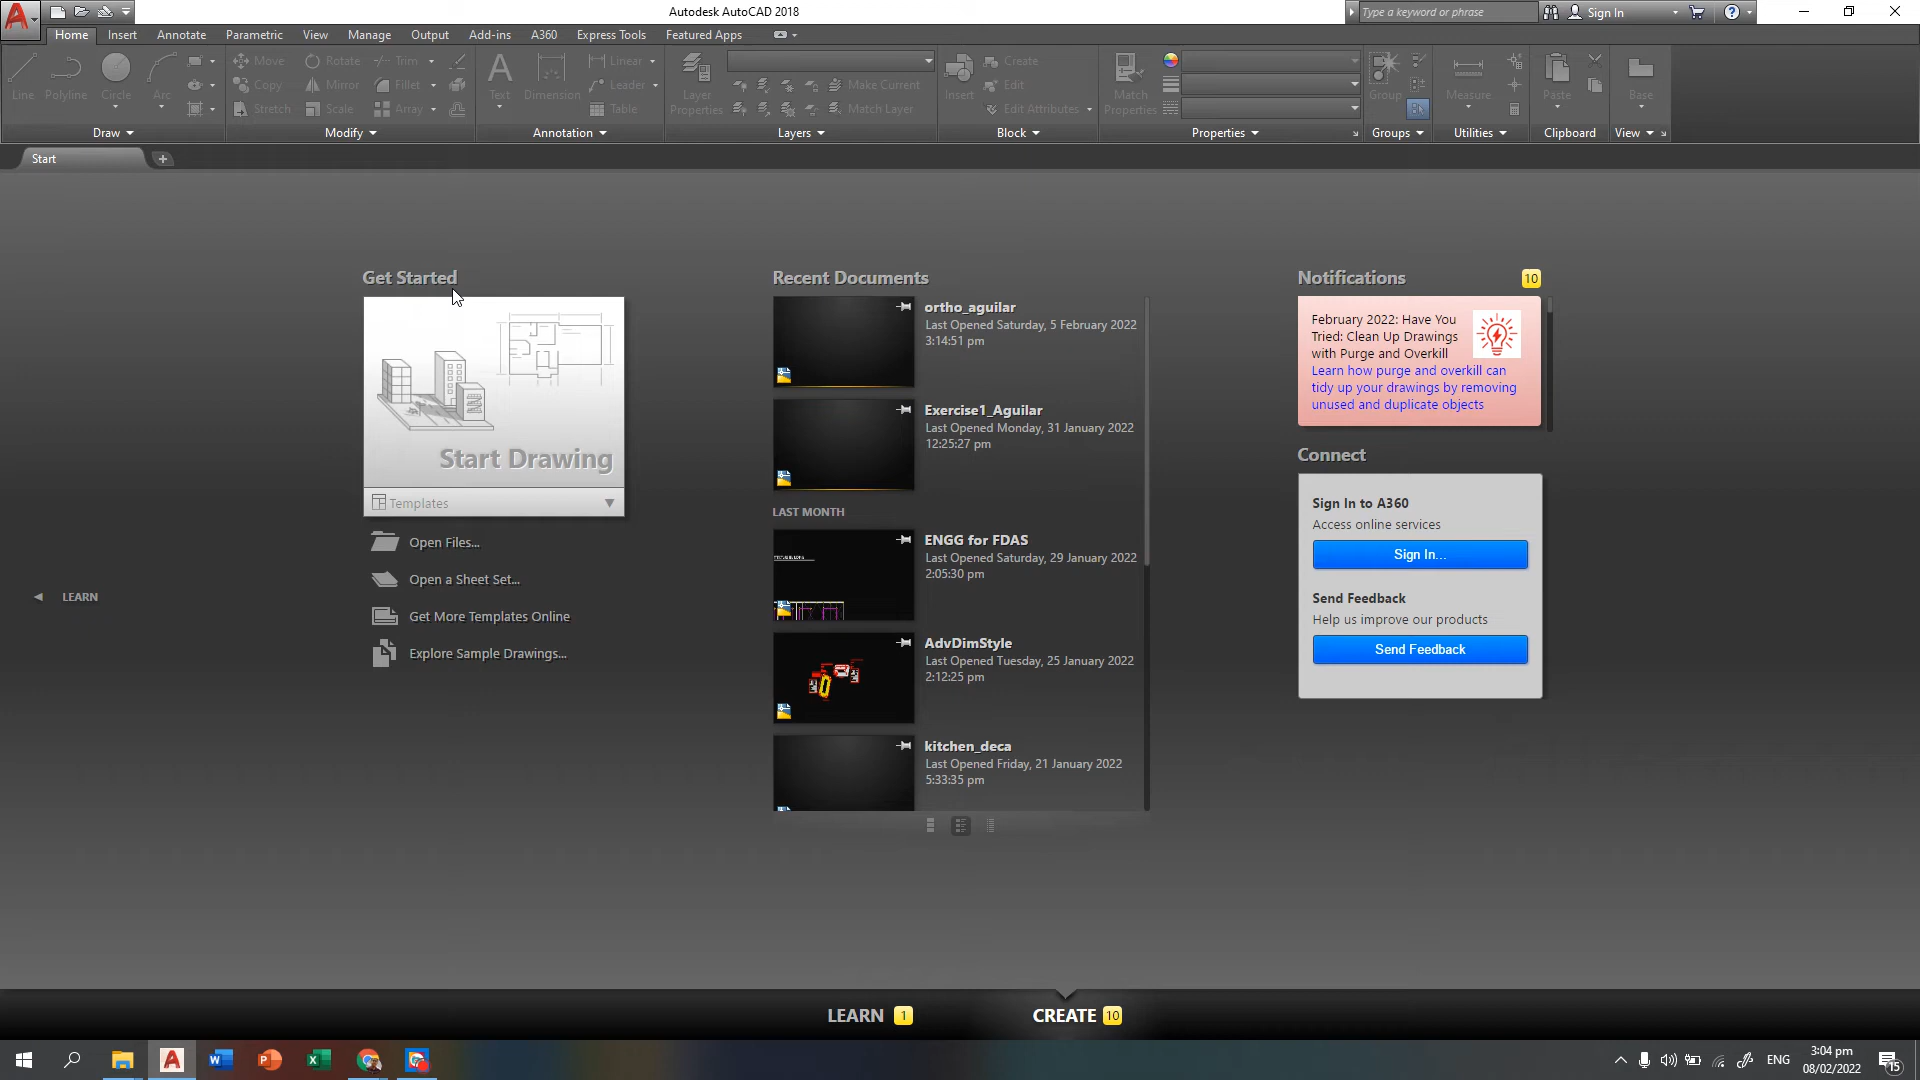 Autodesk AutoCAD 2018
Type a keyword or phrase
Sign In
Home Insert Annotate Parametric View Manage Output Add-ins A360 Express Tools Featured Apps
Line
Polyline
Circle
Arc
Move Rotate Trim
Copy Mirror Fillet
Stretch Scale Array
Text
Dimension
Linear
Leader
Table
Layer
Properties
Make Current
Match Layer
Insert
Create
Edit
Edit Attributes
Match
Properties
Group
Measure
Paste
Base
Draw Modify Annotation Layers Block Properties Groups Utilities Clipboard View
Start
Get Started
Start Drawing
Templates
Open Files...
Open a Sheet Set...
Get More Templates Online
Explore Sample Drawings...
LEARN
Recent Documents
ortho_aguilar
Last Opened Saturday, 5 February 2022
3:14:51 pm
Exercise1_Aguilar
Last Opened Monday, 31 January 2022
12:25:27 pm
LAST MONTH
ENGG for FDAS
Last Opened Saturday, 29 January 2022
2:05:30 pm
AdvDimStyle
Last Opened Tuesday, 25 January 2022
2:12:25 pm
kitchen_deca
Last Opened Friday, 21 January 2022
5:33:35 pm
Notifications 10
February 2022: Have You
Tried: Clean Up Drawings
with Purge and Overkill
Learn how purge and overkill can
tidy up your drawings by removing
unused and duplicate objects
Connect
Sign In to A360
Access online services
Sign In...
Send Feedback
Help us improve our products
Send Feedback
LEARN 1
CREATE 10
ENG
3:04 pm
08/02/2022
15